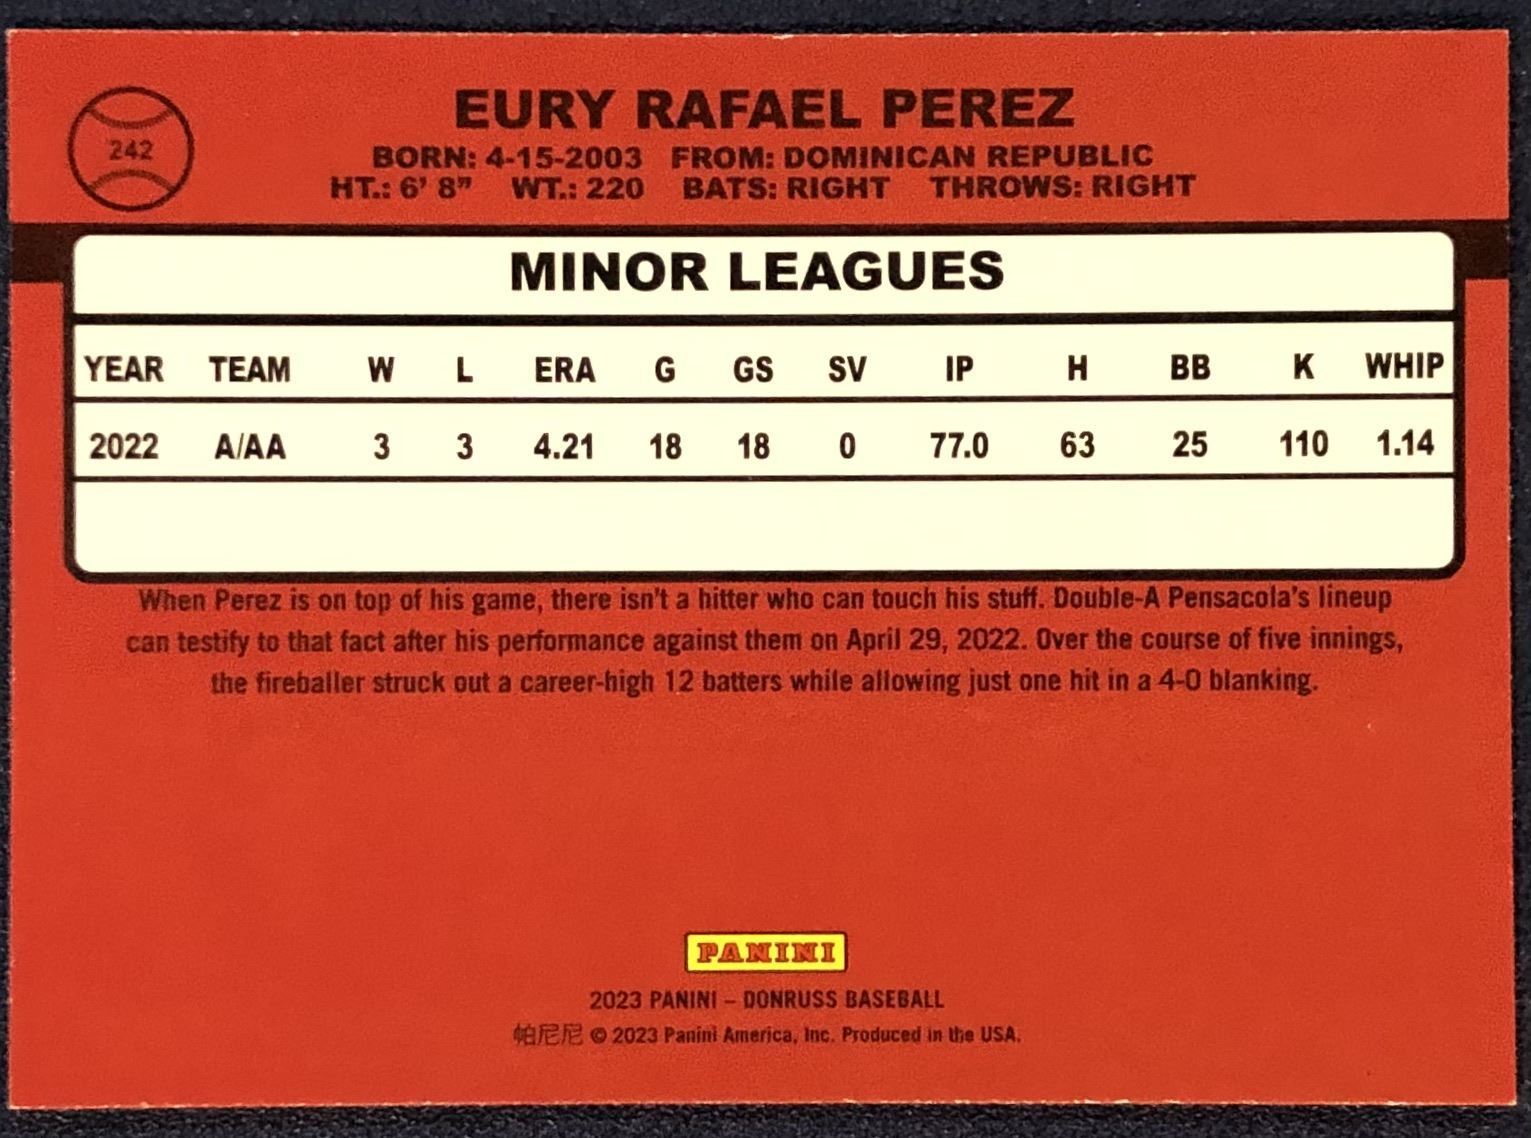 242
EURY RAFAEL PEREZ
BORN: 4-15-2003 FROM: DOMINICAN REPUBLIC
HT.: 6' 8" WT.: 220 BATS: RIGHT THROWS: RIGHT
MINOR LEAGUES
YEAR TEAM W L ERA G GS SV IP H BB K WHIP
2022 A/AA 3 3 4.21 18 18 0 77.0 63 25 110 1.14
When Perez is on top of his game, there isn't a hitter who can touch his stuff. Double-A Pensacola's lineup
can testify to that fact after his performance against them on April 29, 2022. Over the course of five innings,
the fireballer struck out a career-high 12 batters while allowing just one hit in a 4-0 blanking.
PANINI
2023 PANINI – DONRUSS BASEBALL
帕尼尼 © 2023 Panini America, Inc. Produced in the USA.